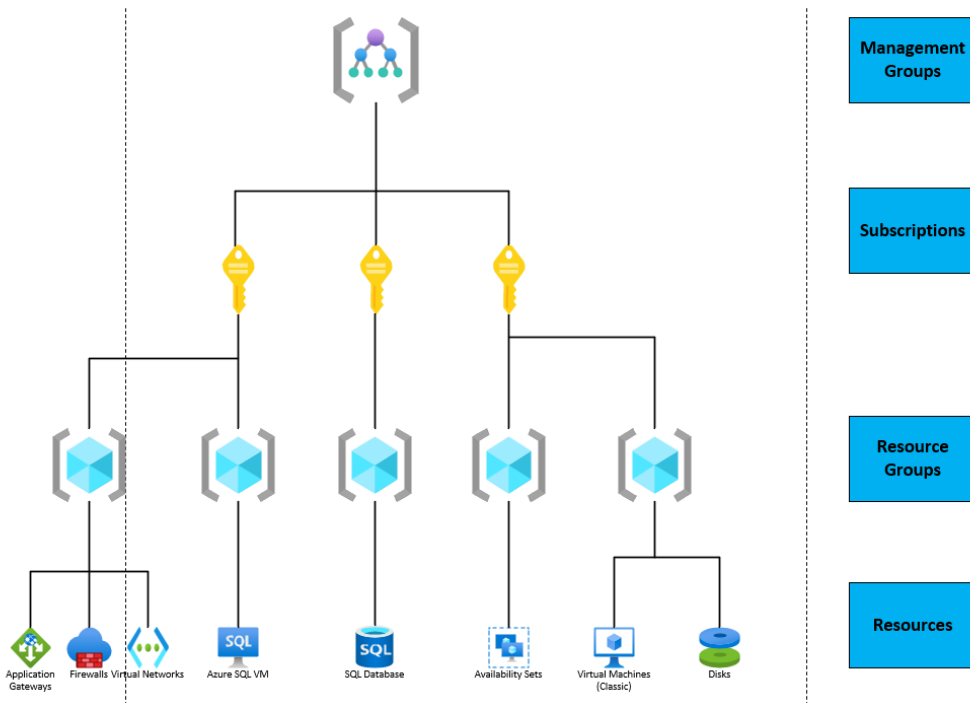 Management
Groups
Subscriptions
Resource
Groups
SQL
SQL
Application
Gateways
Firewalls
Virtual Networks
Azure SQL VM
SQL Database
Availability Sets
Virtual Machines
(Classic)
Disks
Resources